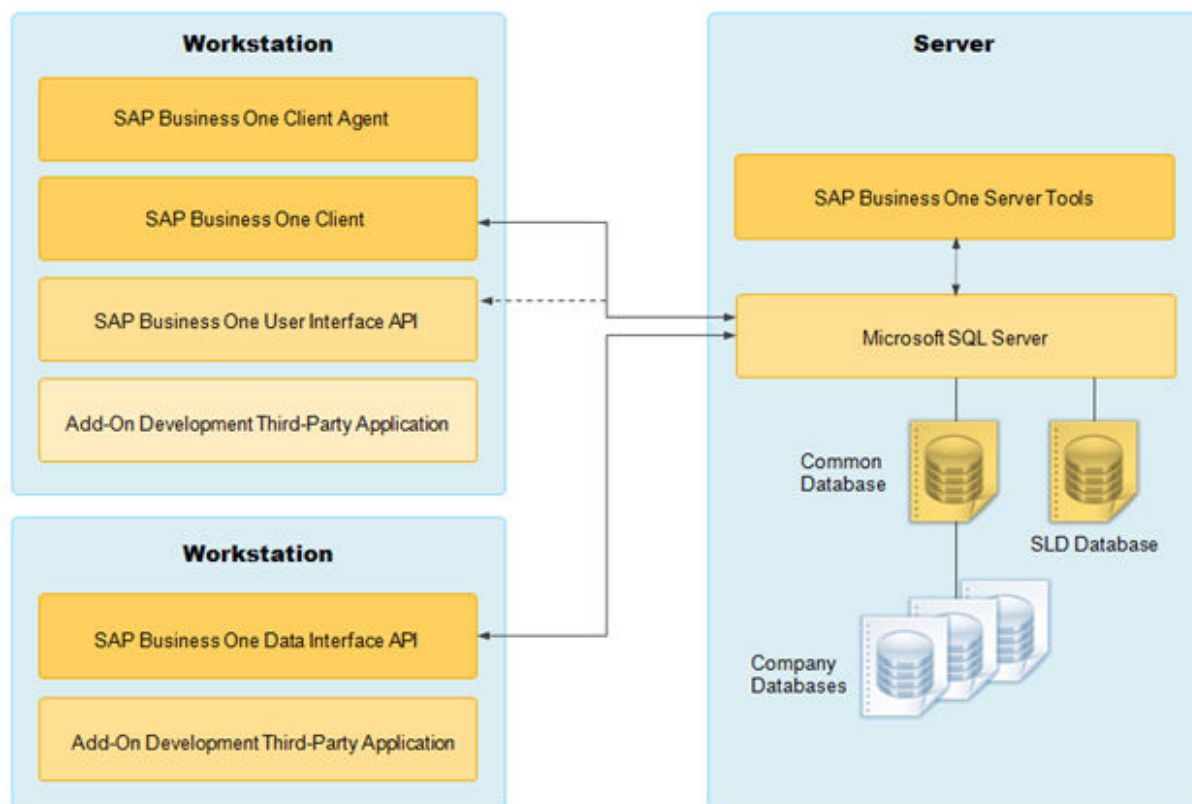 Workstation
SAP Business One Client Agent
SAP Business One Client
SAP Business One User Interface API
Add-On Development Third-Party Application
Workstation
SAP Business One Data Interface API
Add-On Development Third-Party Application
Server
SAP Business One Server Tools
Microsoft SQL Server
Common
Database
SLD Database
Company
Databases